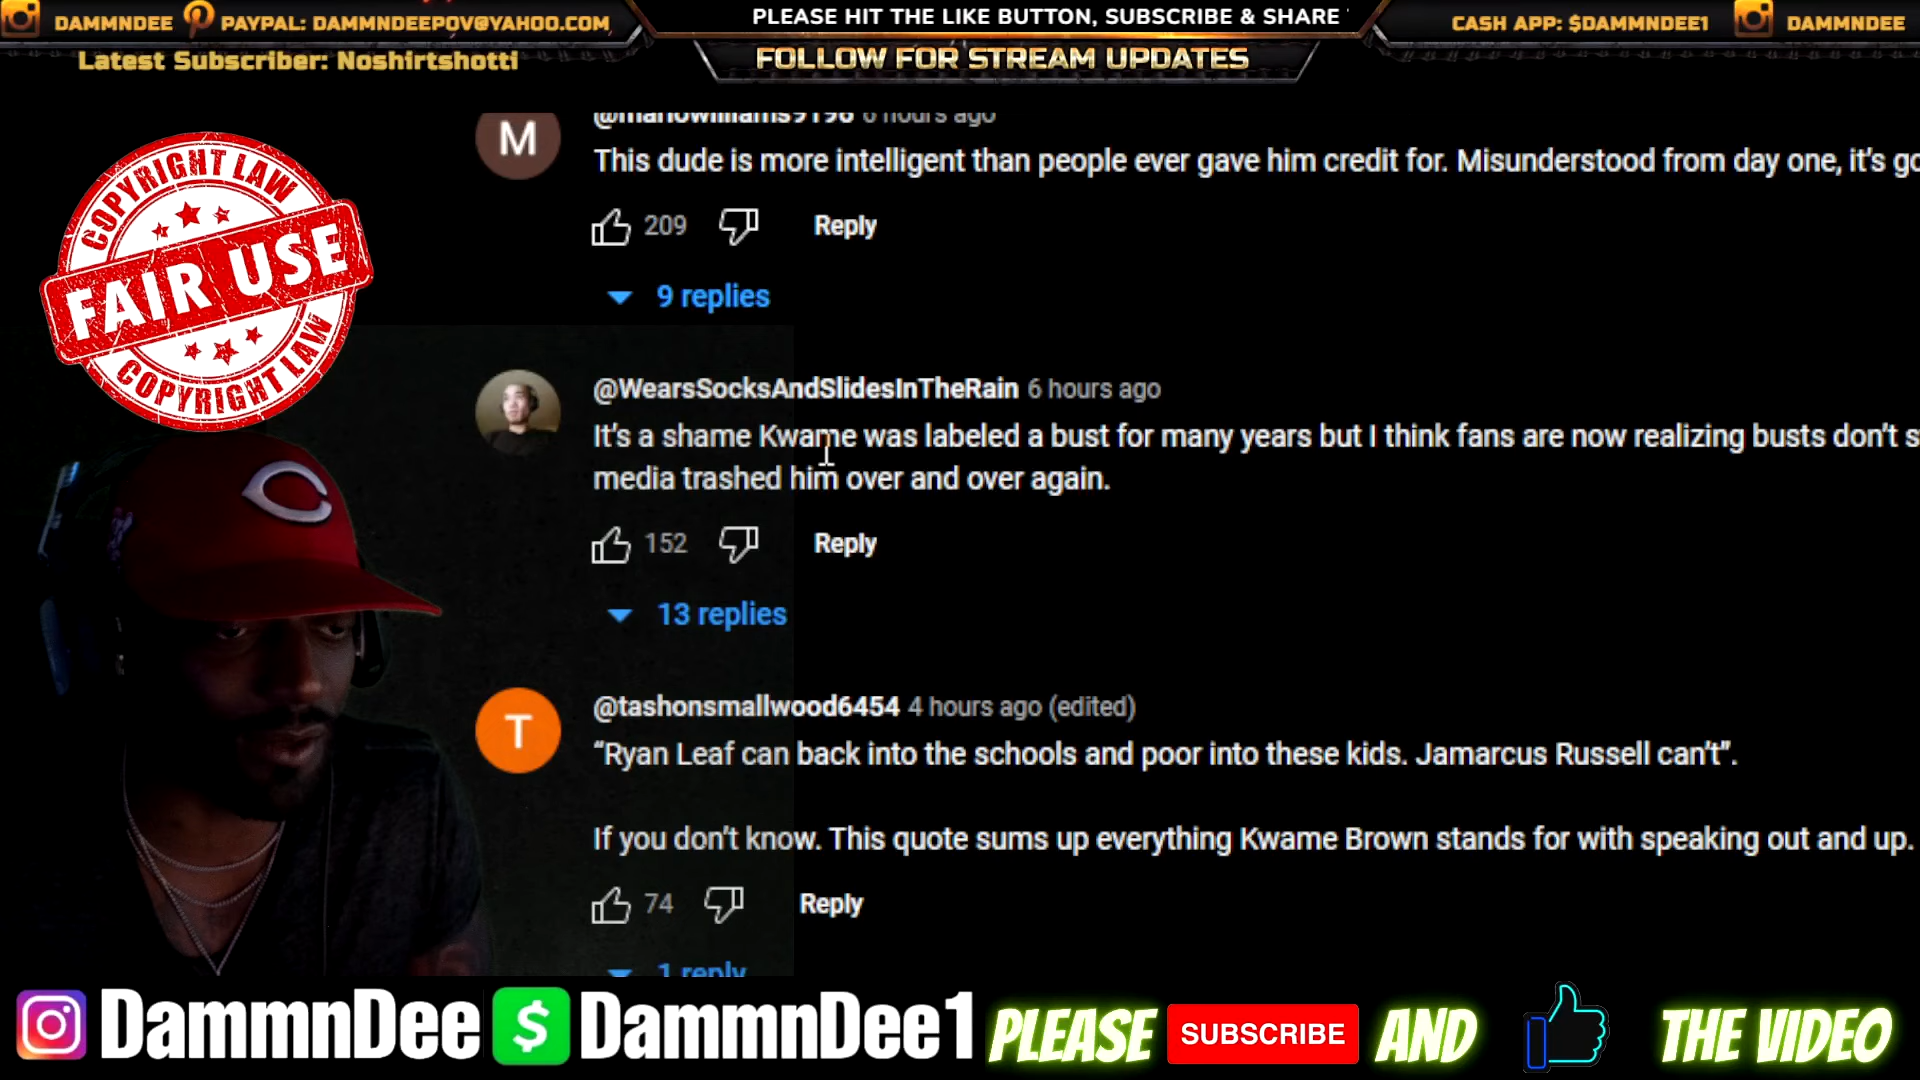 DAMMNDEE PAYPAL: DAMMNDEEPOV@YAHOO.COM
PLEASE HIT THE LIKE BUTTON, SUBSCRIBE & SHARE
CASH APP: $DAMMNDEE1 DAMMNDEE
Latest Subscriber: Noshirtshotti
FOLLOW FOR STREAM UPDATES
COPYRIGHT LAW
FAIR USE
COPYRIGHT LAW
M
@mariowilliams9196 6 hours ago
This dude is more intelligent than people ever gave him credit for. Misunderstood from day one, it's
209 Reply
9 replies
@WearsSocksAndSlidesInTheRain 6 hours ago
It's a shame Kwame was labeled a bust for many years but I think fans are now realizing busts don't
media trashed him over and over again.
152 Reply
13 replies
T
@tashonsmallwood6454 4 hours ago (edited)
“Ryan Leaf can back into the schools and poor into these kids. Jamarcus Russell can't”.
If you don't know. This quote sums up everything Kwame Brown stands for with speaking out and up.
74 Reply
1 reply
DammnDee $ DammnDee1 PLEASE SUBSCRIBE AND THE VIDEO